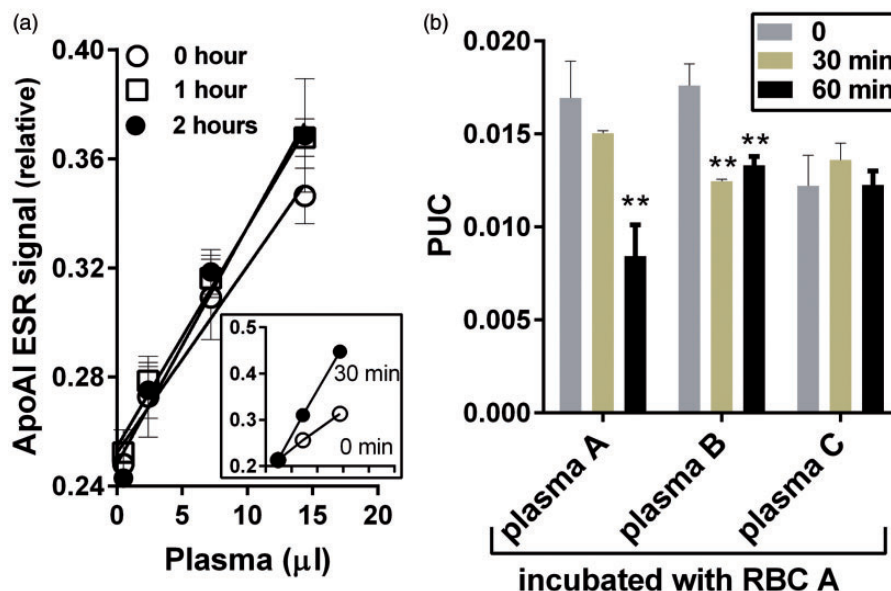 (a)
ApoAI ESR signal (relative)
0.40
0.36
0.32
0.28
0.24
0 hour
1 hour
2 hours
0.5
0.4
0.3
0.2
30 min
0 min
0 5 10 15 20
Plasma (µl)
(b)
PUC
0.020
0.015
0.010
0.005
0.000
0
30 min
60 min
**
** **
plasma A plasma B plasma C
incubated with RBC A